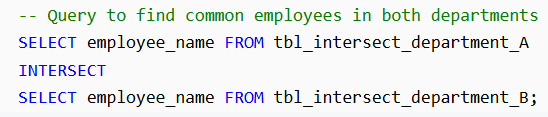 -- Query to find common employees in both departments
SELECT employee_name FROM tbl_intersect_department_A
INTERSECT
SELECT employee_name FROM tbl_intersect_department_B;